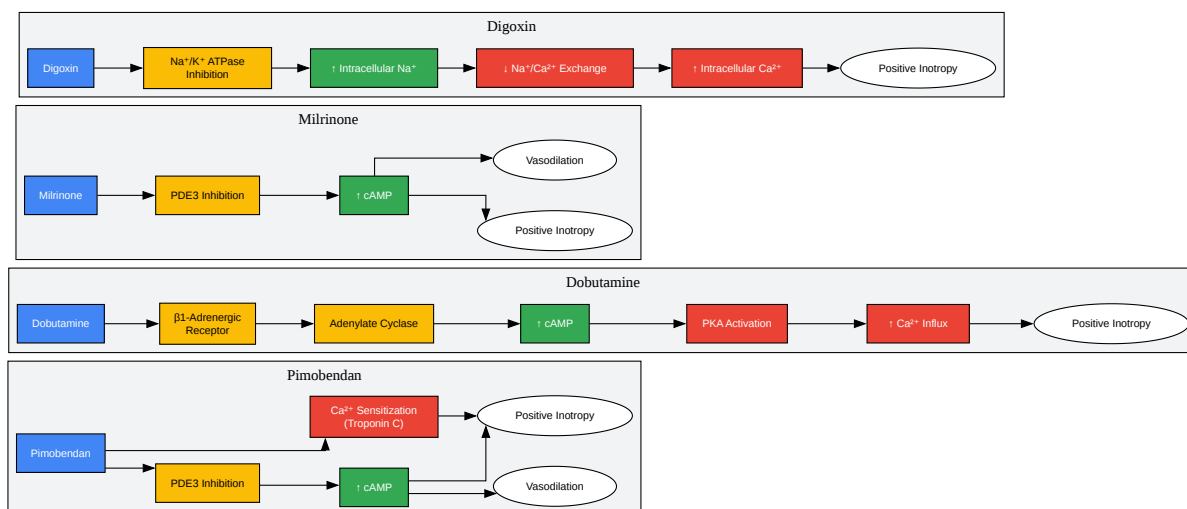 Digoxin
Digoxin
Na⁺/K⁺ ATPase
Inhibition
↑ Intracellular Na⁺
↓ Na⁺/Ca²⁺ Exchange
↑ Intracellular Ca²⁺
Positive Inotropy
Milrinone
Milrinone
PDE3 Inhibition
↑ cAMP
Vasodilation
Positive Inotropy
Dobutamine
Dobutamine
β1-Adrenergic
Receptor
Adenylate Cyclase
↑ cAMP
PKA Activation
↑ Ca²⁺ Influx
Positive Inotropy
Pimobendan
Pimobendan
Ca²⁺ Sensitization
(Troponin C)
Positive Inotropy
PDE3 Inhibition
↑ cAMP
Vasodilation